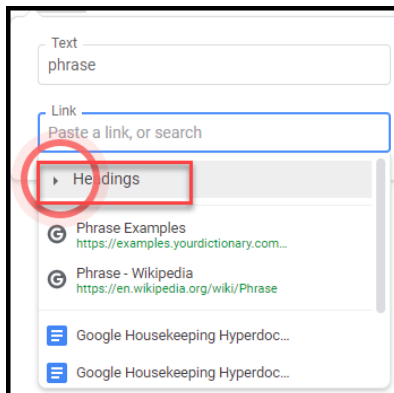 Text
phrase
Link
Paste a link, or search
Headings
Phrase Examples
https://examples.yourdictionary.com...
Phrase - Wikipedia
https://en.wikipedia.org/wiki/Phrase
Google Housekeeping Hyperdoc...
Google Housekeeping Hyperdoc...